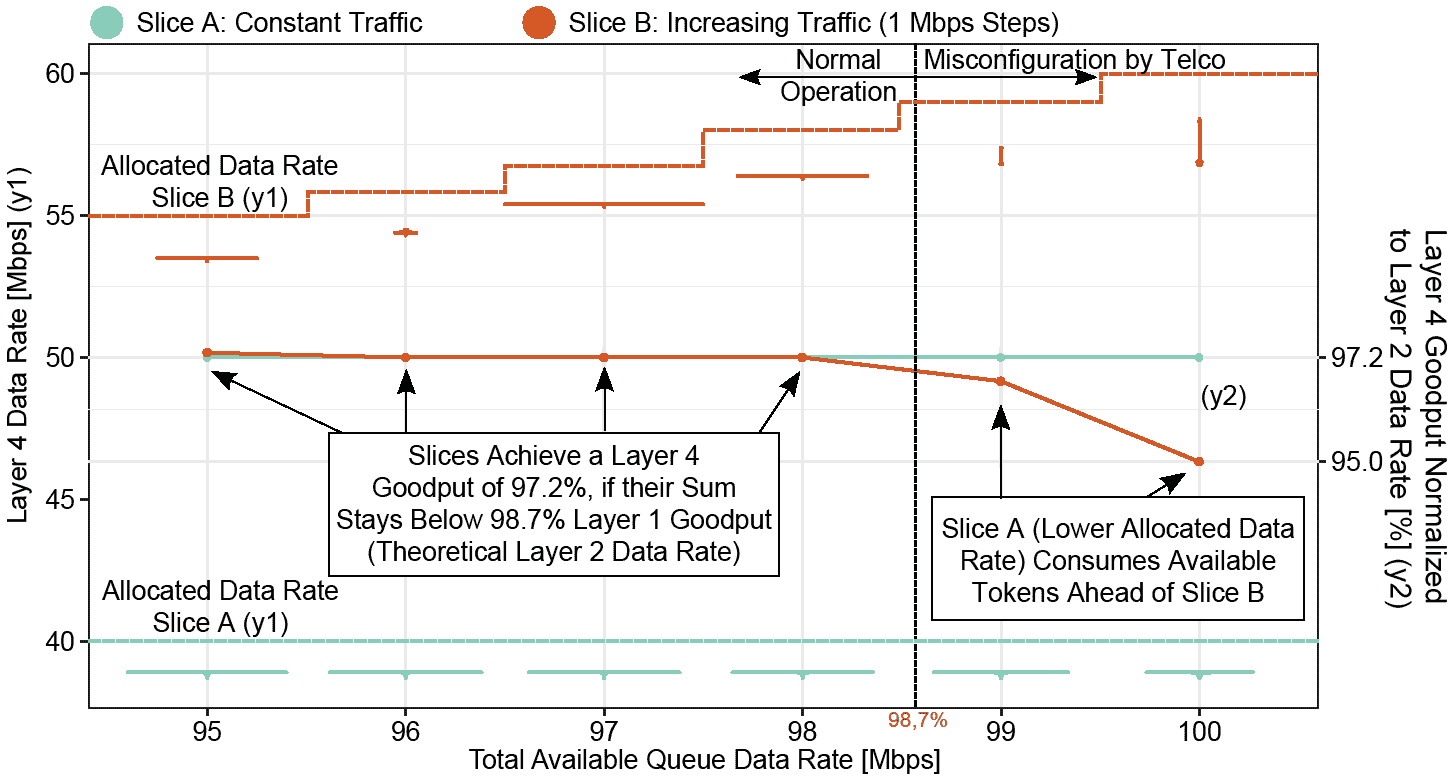 Slice A: Constant Traffic
Slice B: Increasing Traffic (1 Mbps Steps)
Normal
Operation
Misconfiguration by Telco
Allocated Data Rate
Slice B (y1)
Layer 4 Data Rate [Mbps] (y1)
60
55
50
45
40
Slices Achieve a Layer 4
Goodput of 97.2%, if their Sum
Stays Below 98.7% Layer 1 Goodput
(Theoretical Layer 2 Data Rate)
(y2)
97.2
95.0
Layer 4 Goodput Normalized
to Layer 2 Data Rate [%] (y2)
Slice A (Lower Allocated Data
Rate) Consumes Available
Tokens Ahead of Slice B
Allocated Data Rate
Slice A (y1)
95
96
97
98
98,7%
99
100
Total Available Queue Data Rate [Mbps]